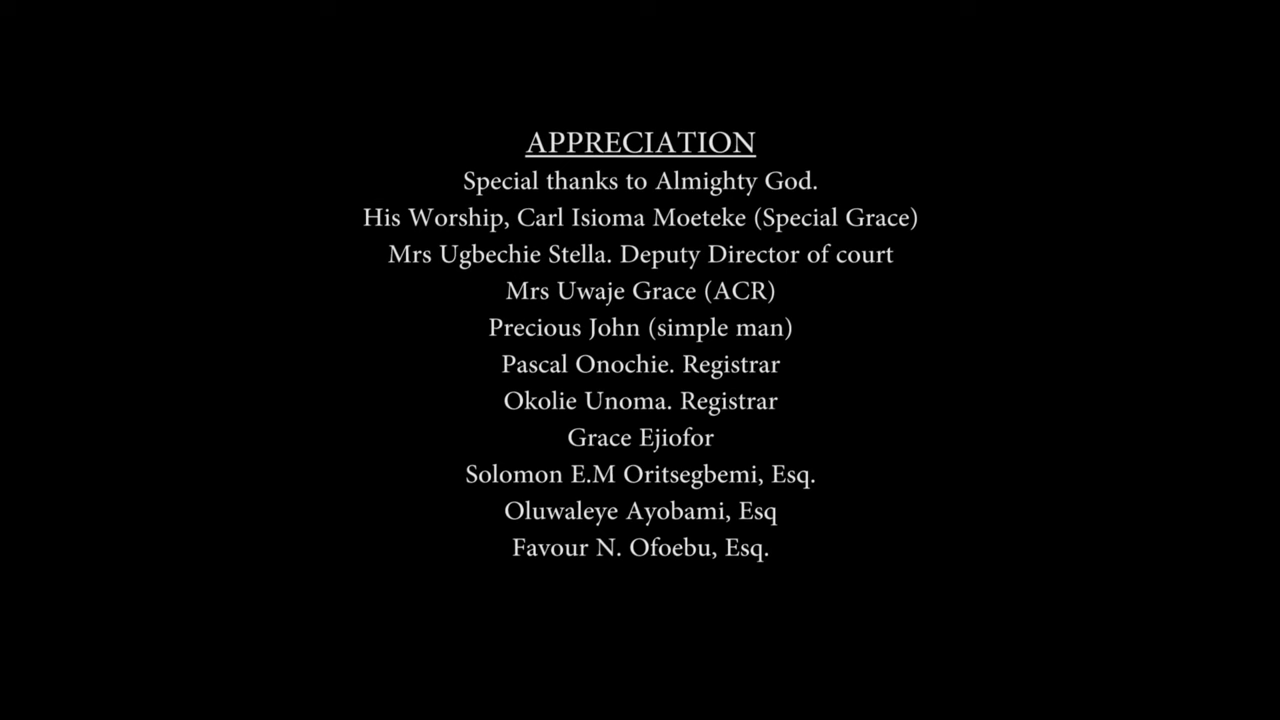 APPRECIATION
Special thanks to Almighty God.
His Worship, Carl Isioma Moeteke (Special Grace)
Mrs Ugbechie Stella. Deputy Director of court
Mrs Uwaje Grace (ACR)
Precious John (simple man)
Pascal Onochie. Registrar
Okolie Unoma. Registrar
Grace Ejiofor
Solomon E.M Oritsegbemi, Esq.
Oluwaleye Ayobami, Esq
Favour N. Ofoebu, Esq.